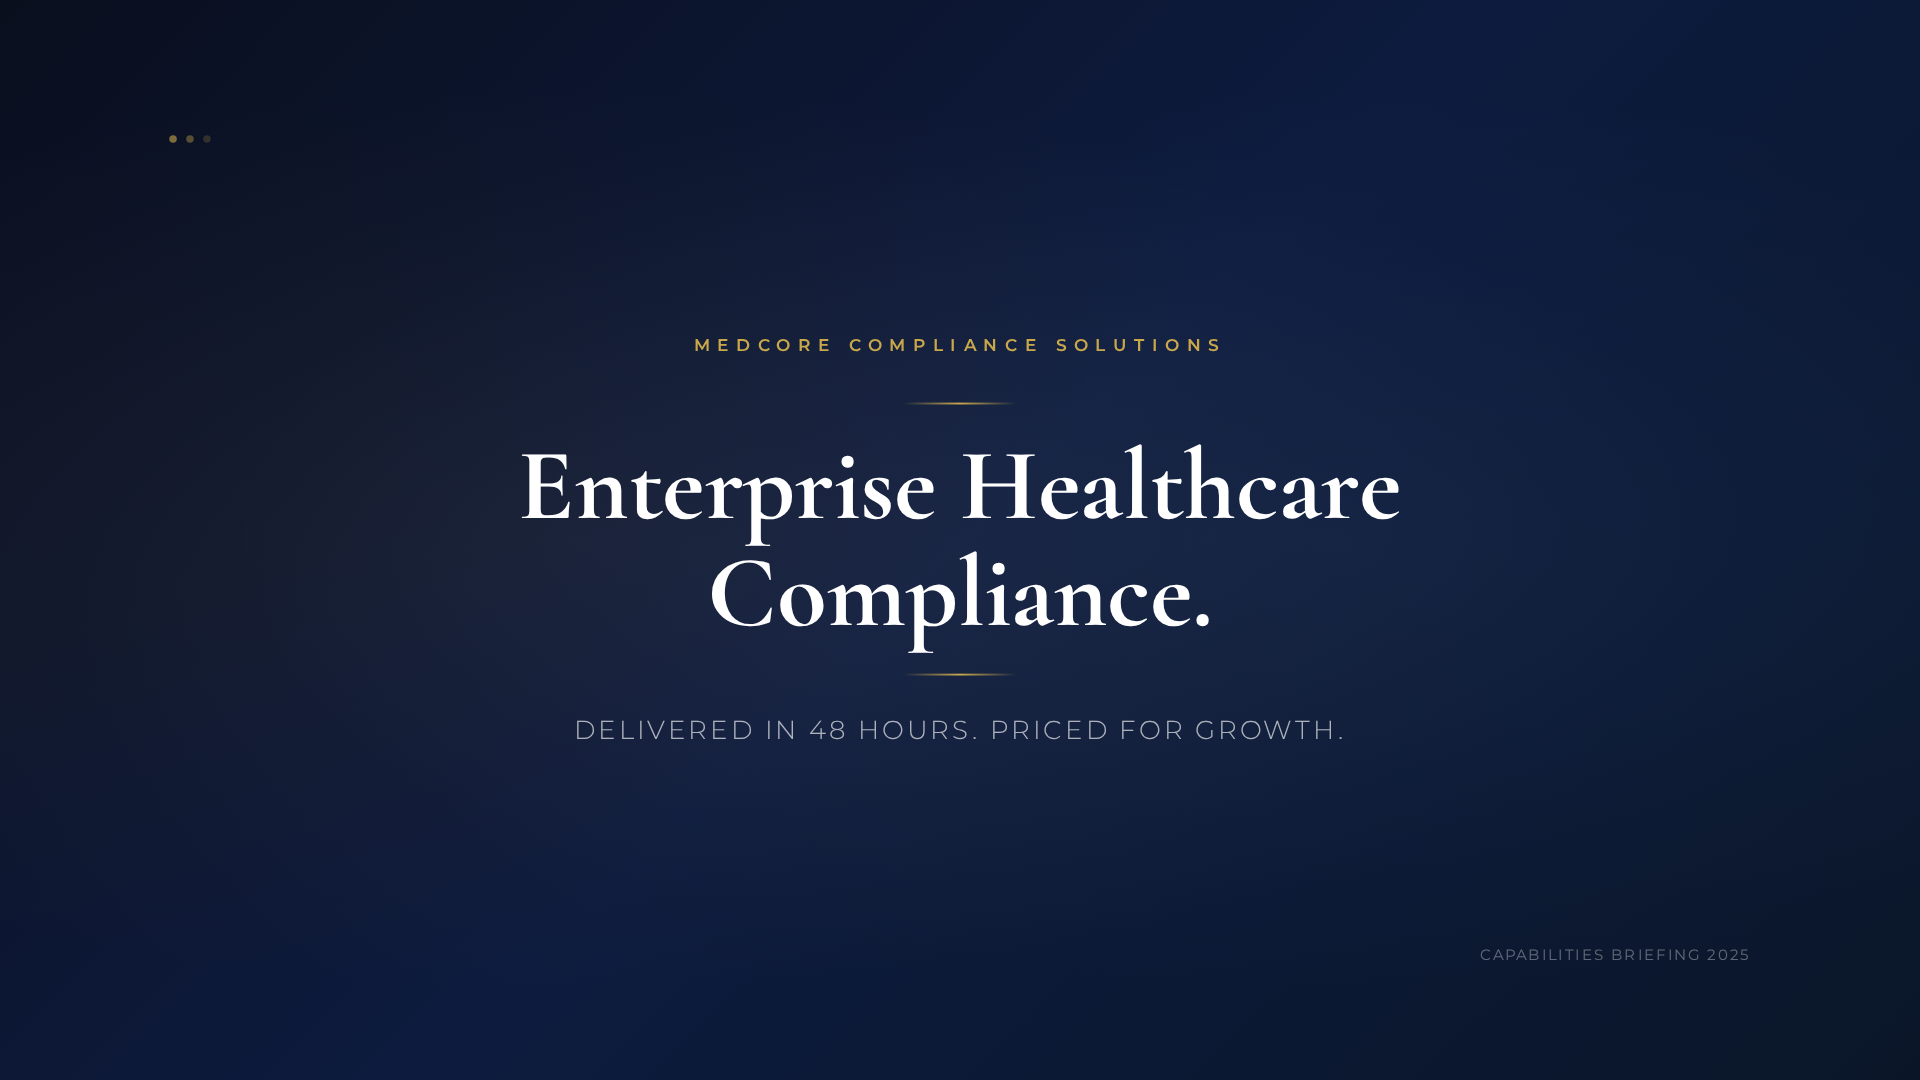 MEDCORE COMPLIANCE SOLUTIONS
Enterprise Healthcare
Compliance.
DELIVERED IN 48 HOURS. PRICED FOR GROWTH.
CAPABILITIES BRIEFING 2025